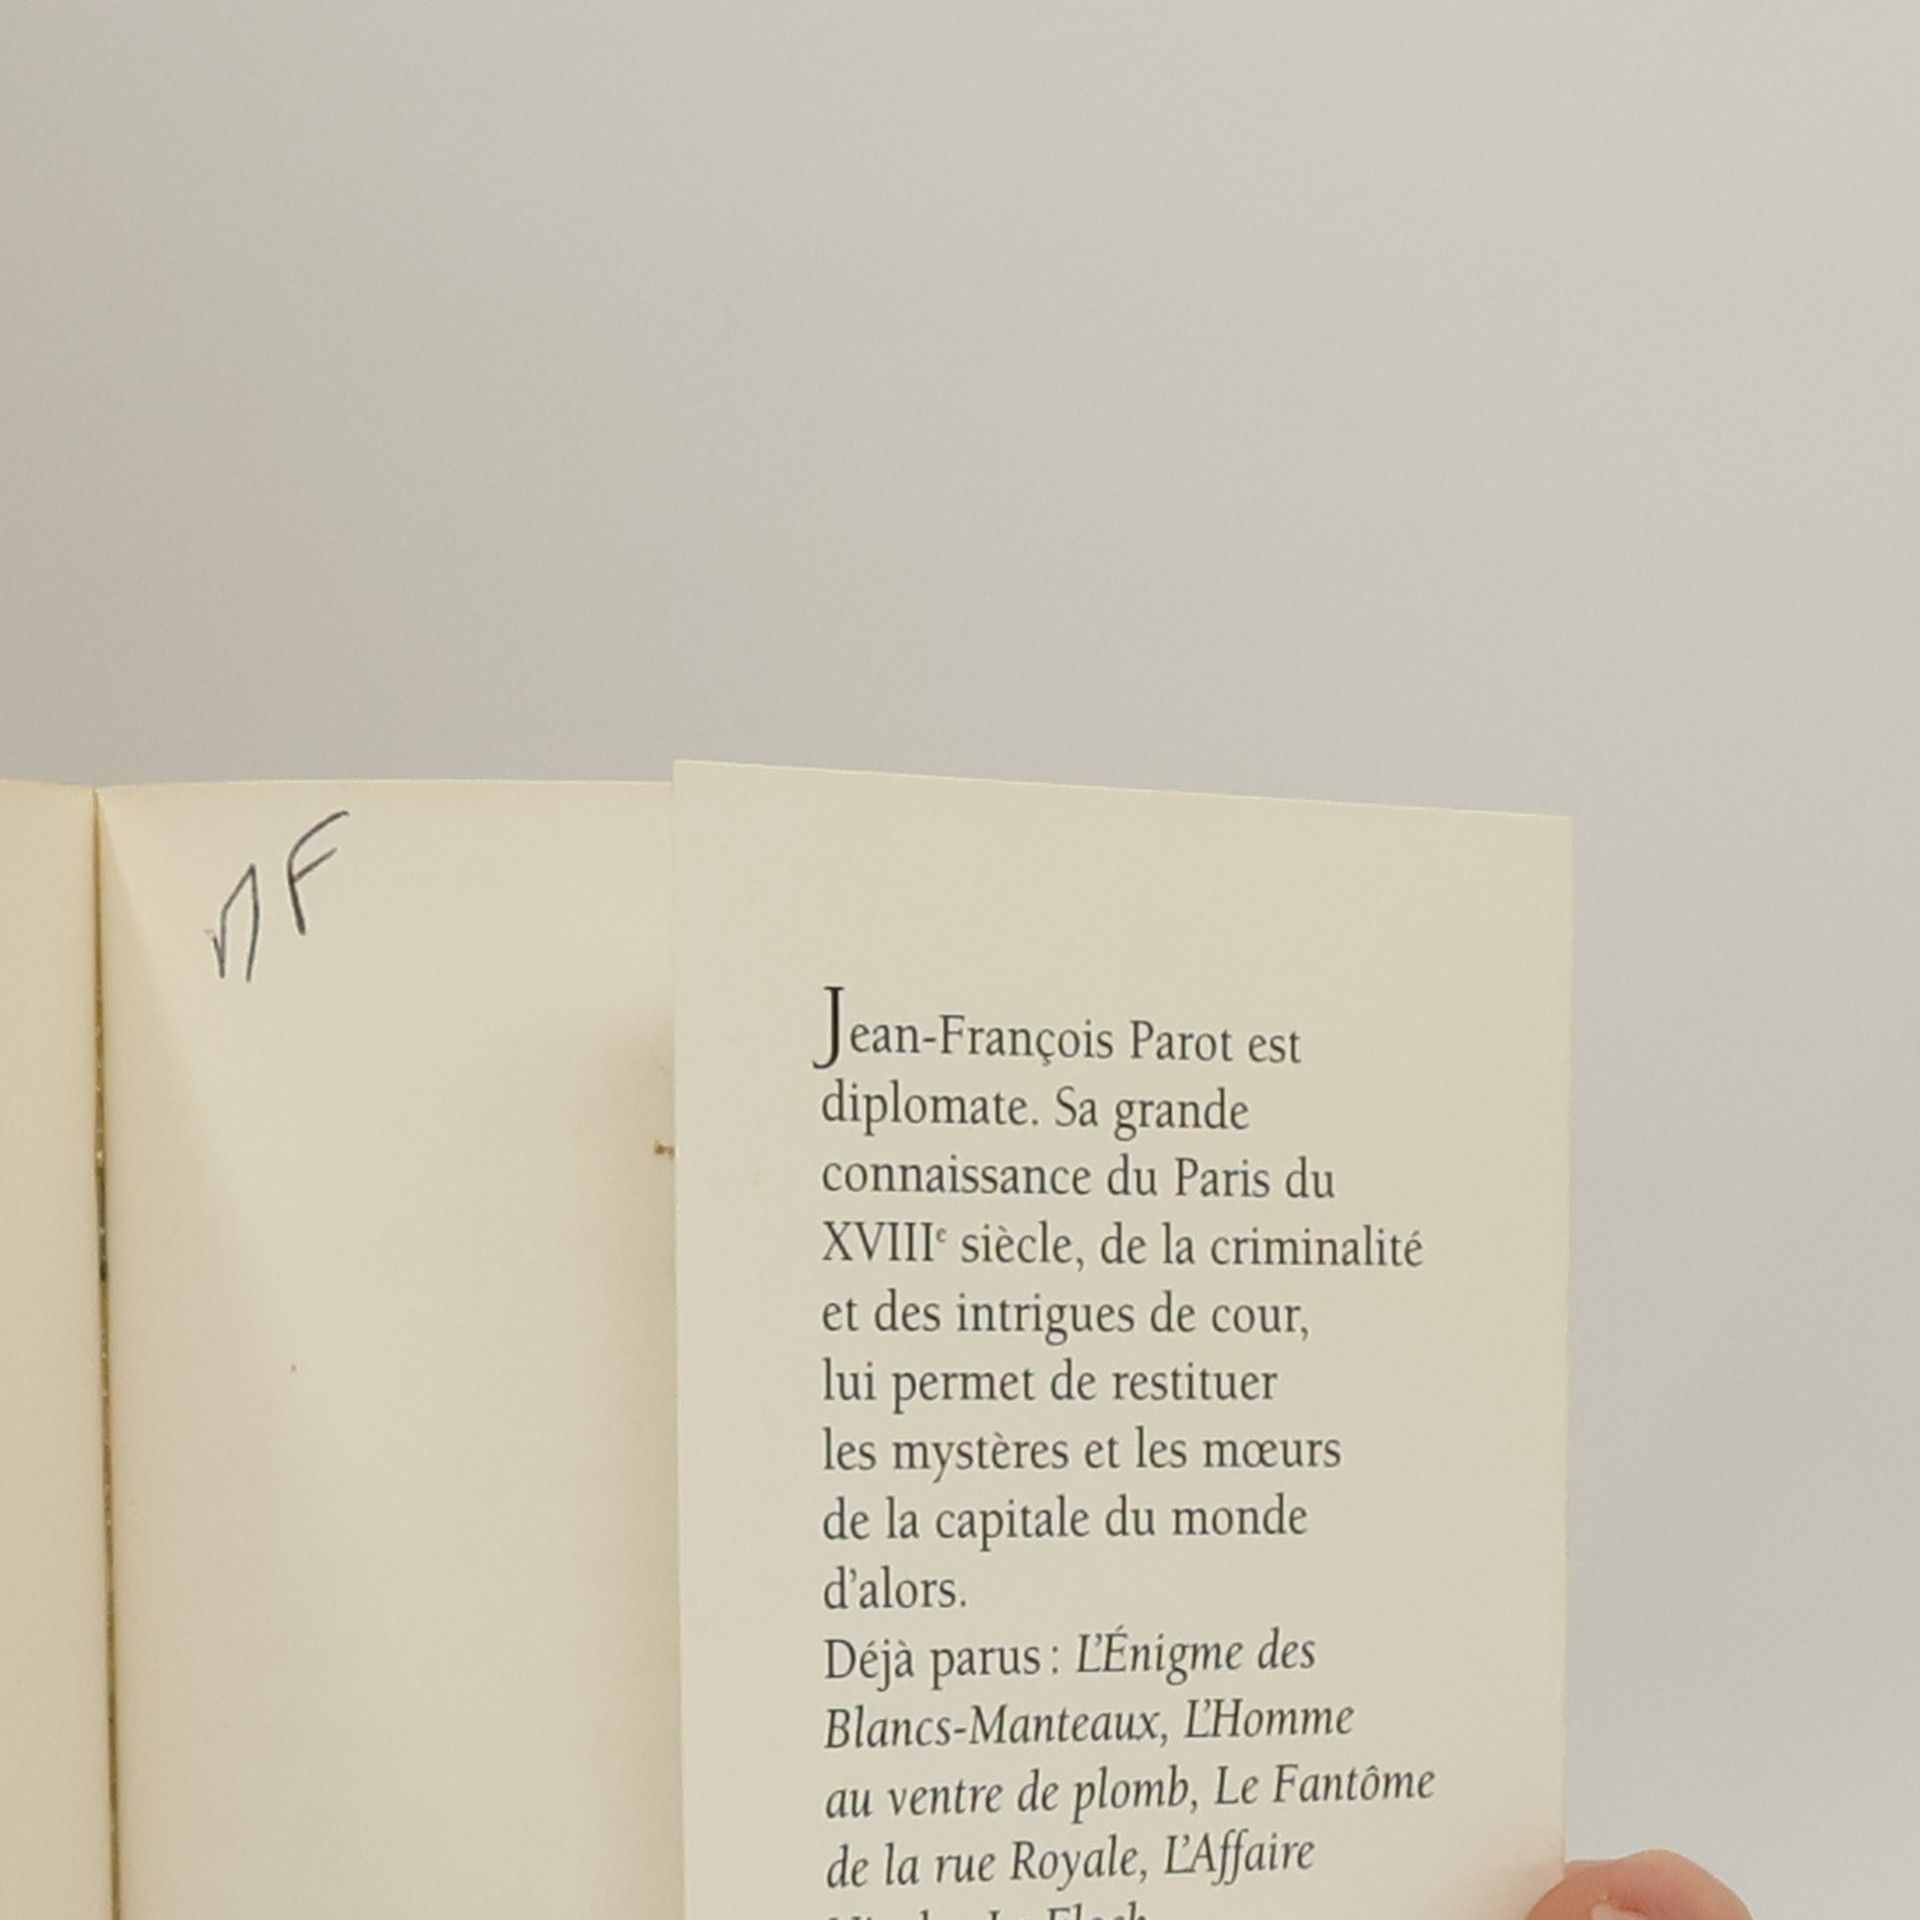 Jean-François Parot est
diplomate. Sa grande
connaissance du Paris du
XVIIIe siècle, de la criminalité
et des intrigues de cour,
lui permet de restituer
les mystères et les mœurs
de la capitale du monde
d'alors.
Déjà parus : L'Énigme des
Blancs-Manteaux, L'Homme
au ventre de plomb, Le Fantôme
de la rue Royale, L'Affaire